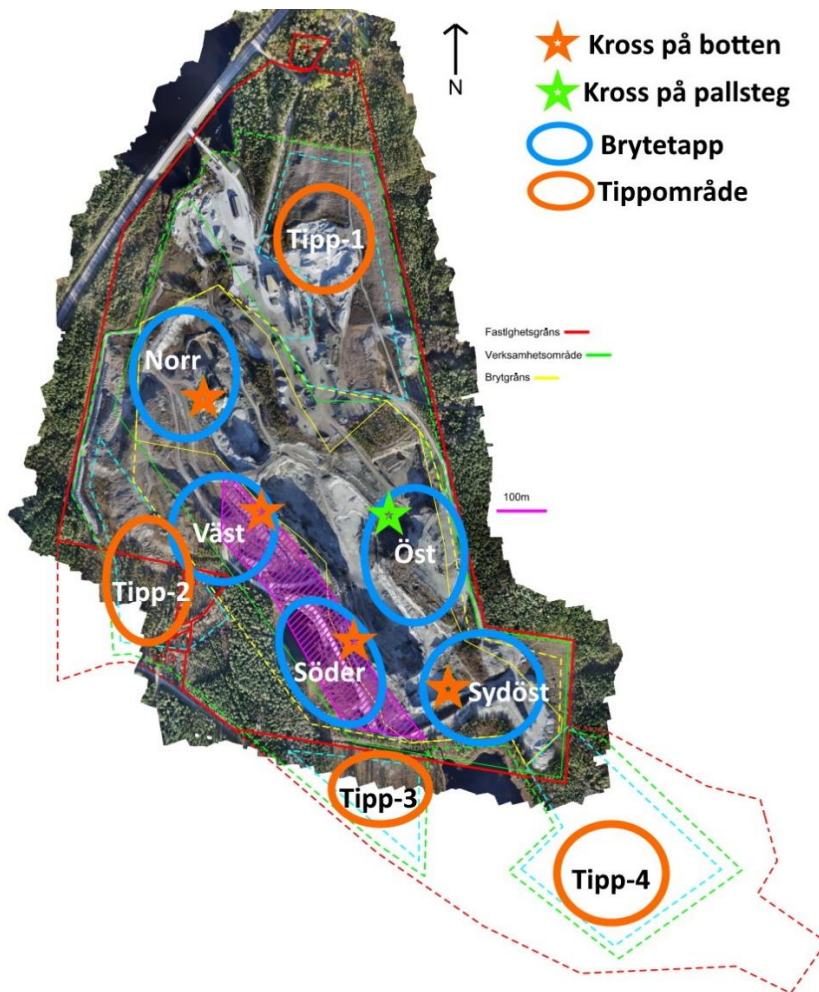 Kross på botten
N
Kross på pallsteg
Brytetapp
Tippområde
Tipp-1
Fastighetsgräns
Verksamhetsområde
Brytgräns
Norr
100m
Väst
Öst
Tipp-2
Söder
Sydöst
Tipp-3
Tipp-4